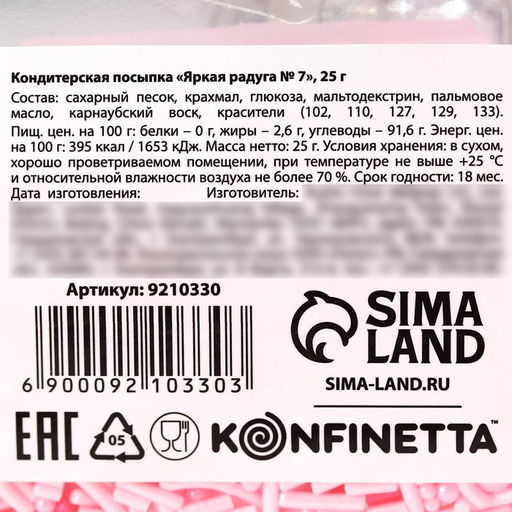 Кондитерская посыпка «Яркая радуга № 7», 25 г
Состав: сахарный песок, крахмал, глюкоза, мальтодекстрин, пальмовое
масло, карнаубский воск, красители (102, 110, 127, 129, 133).
Пищ. цен. на 100 г: белки – 0 г, жиры – 2,6 г, углеводы – 91,6 г. Энерг. цен.
на 100 г: 395 ккал / 1653 кДж. Масса нетто: 25 г. Условия хранения: в сухом,
хорошо проветриваемом помещении, при температуре не выше +25 °C
и относительной влажности воздуха не более 70 %. Срок годности: 18 мес.
Дата изготовления: Изготовитель:
Артикул: 9210330
6 900092 103303
SIMA
LAND
SIMA-LAND.RU
EAC 05 KONFINETTA™